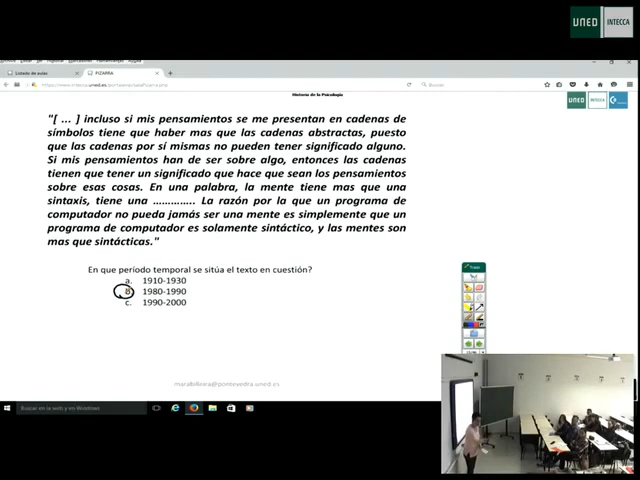 UNED INTECCA
Listado de aulas
PIZARRA
Buscar
Historia de la Psicología
UNED INTECCA
"[ ... ] incluso si mis pensamientos se me presentan en cadenas de
símbolos tiene que haber mas que las cadenas abstractas, puesto
que las cadenas por sí mismas no pueden tener significado alguno.
Si mis pensamientos han de ser sobre algo, entonces las cadenas
tienen que tener un significado que hace que sean los pensamientos
sobre esas cosas. En una palabra, la mente tiene mas que una
sintaxis, tiene una .............. La razón por la que un programa de
computador no pueda jamás ser una mente es simplemente que un
programa de computador es solamente sintáctico, y las mentes son
mas que sintácticas."
En que período temporal se sitúa el texto en cuestión?
a. 1910-1930
b. 1980-1990
c. 1990-2000
marabilleira@pontevedra.uned.es
Buscar en la web y en Windows